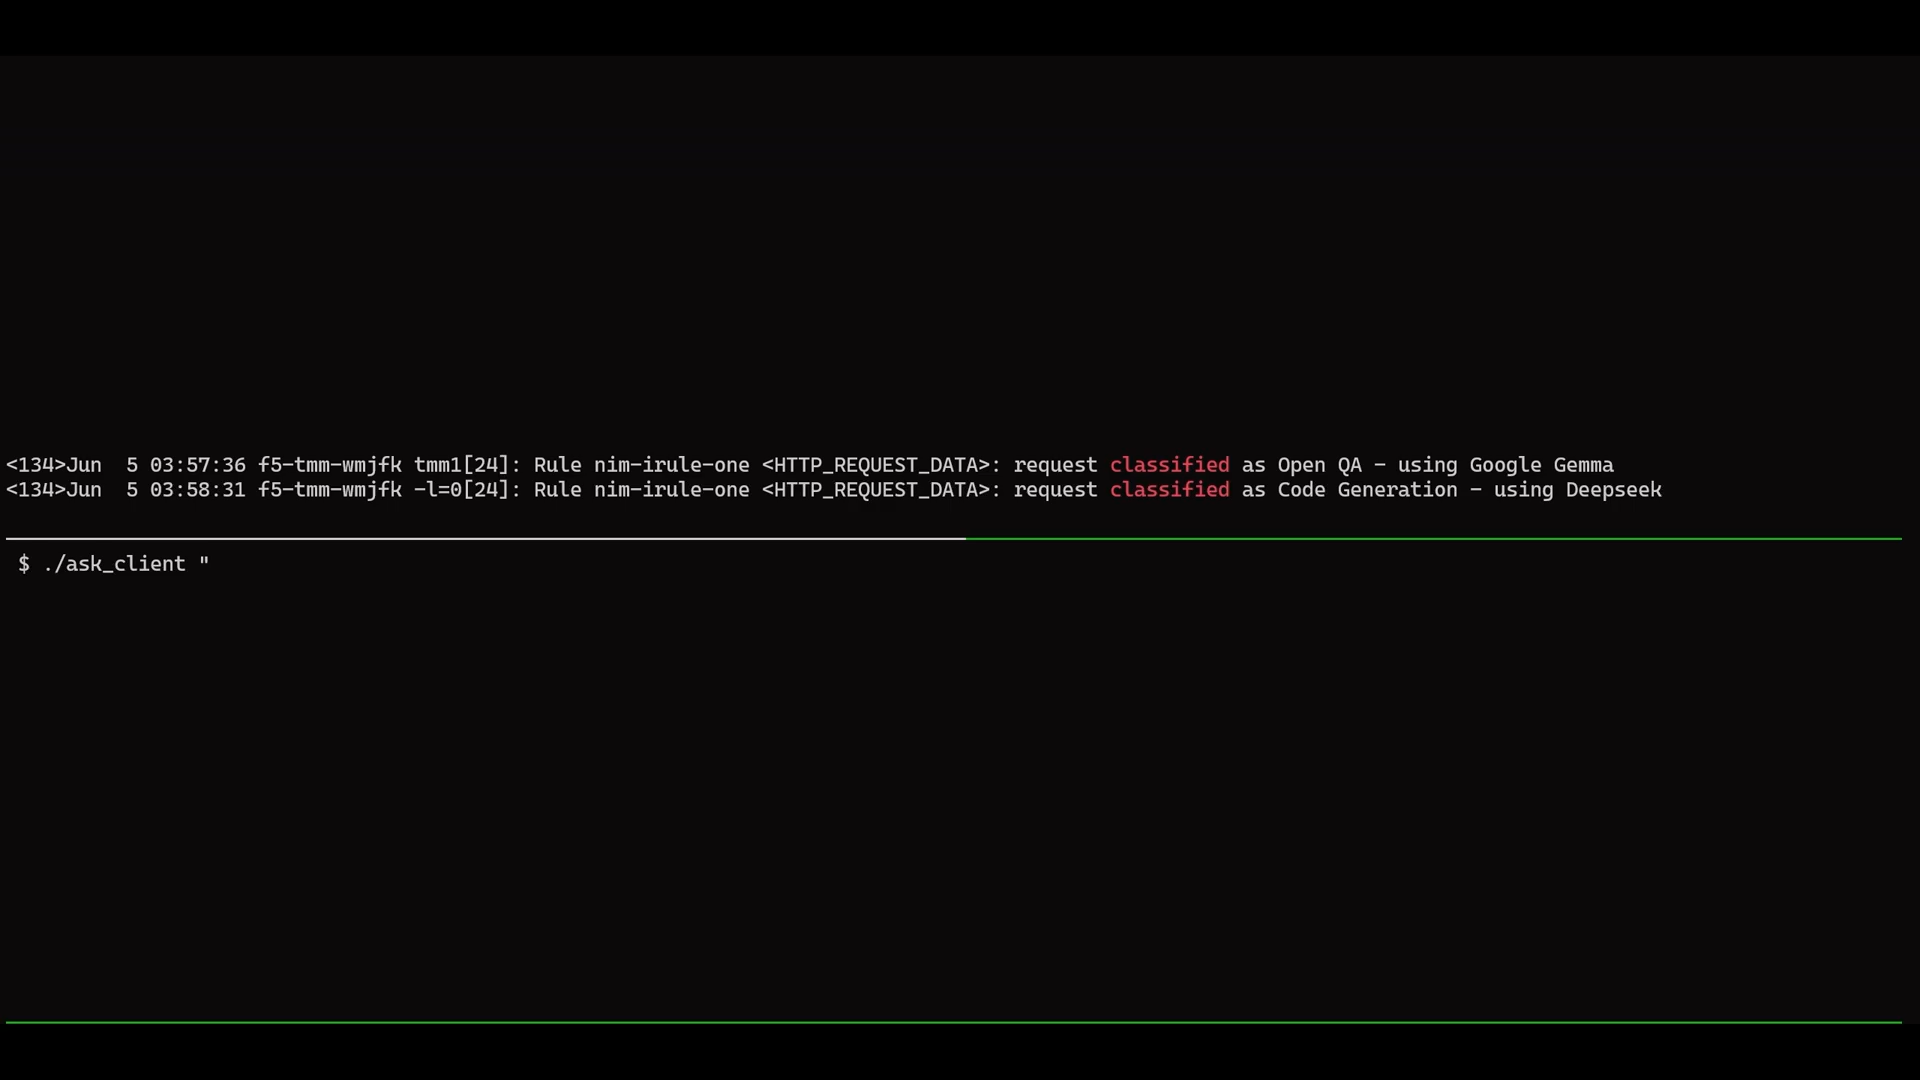 <134>Jun  5 03:57:36 f5-tmm-wmjfk tmm1[24]: Rule nim-irule-one <HTTP_REQUEST_DATA>: request classified as Open QA - using Google Gemma
<134>Jun  5 03:58:31 f5-tmm-wmjfk -l=0[24]: Rule nim-irule-one <HTTP_REQUEST_DATA>: request classified as Code Generation - using Deepseek
$ ./ask_client "